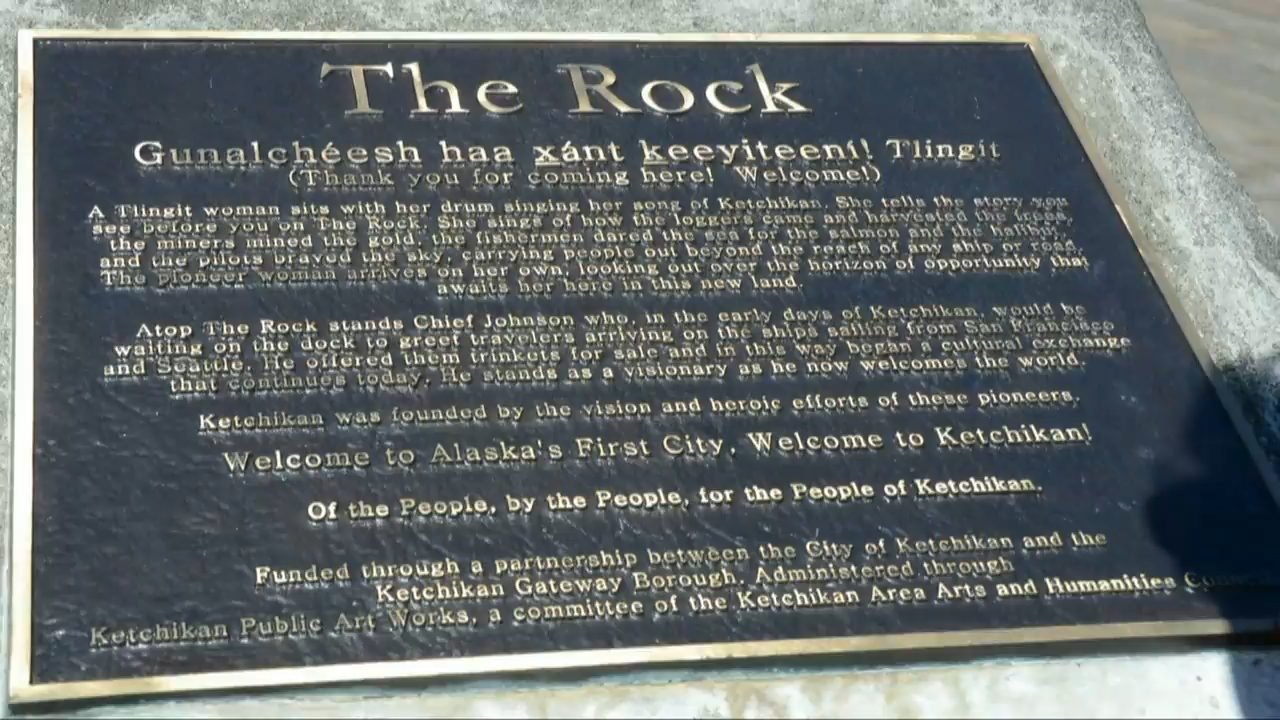 The Rock
Gunalchéesh haa xánt keeyiteení! Tlingit
(Thank you for coming here! Welcome!)
A Tlingit woman sits with her drum singing her song of Ketchikan. She tells the story you
see before you on The Rock. She sings of how the loggers came and harvested the trees,
the miners mined the gold, the fishermen dared the sea for the salmon and the halibut,
and the pilots braved the sky, carrying people out beyond the reach of any ship or road.
The pioneer woman arrives on her own, looking out over the horizon of opportunity that
awaits her here in this new land.
Atop The Rock stands Chief Johnson who, in the early days of Ketchikan, would be
waiting on the dock to greet travelers arriving on the ships sailing from San Francisco
and Seattle. He offered them trinkets for sale and in this way began a cultural exchange
that continues today. He stands as a visionary as he now welcomes the world.
Ketchikan was founded by the vision and heroic efforts of these pioneers.
Welcome to Alaska's First City, Welcome to Ketchikan!
Of the People, by the People, for the People of Ketchikan.
Funded through a partnership between the City of Ketchikan and the
Ketchikan Gateway Borough. Administered through
Ketchikan Public Art Works, a committee of the Ketchikan Area Arts and Humanities